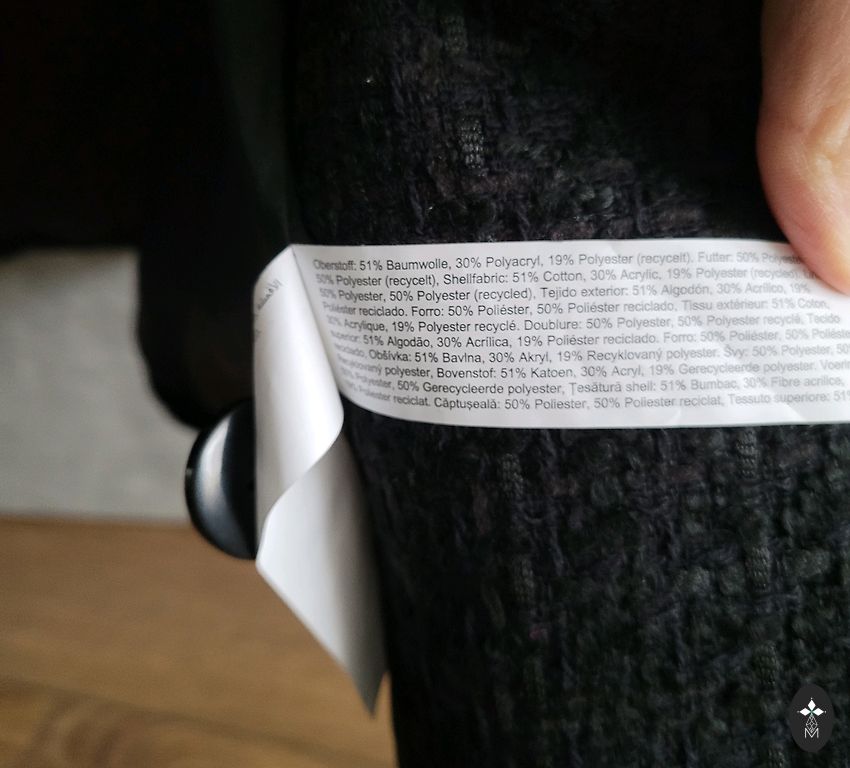 Oberstoff: 51% Baumwolle, 30% Polyacryl, 19% Polyester (recycelt). Futter: 50% Polyester,
50% Polyester (recycelt), Shellfabric: 51% Cotton, 30% Acrylic, 19% Polyester (recycled).
50% Polyester, 50% Polyester (recycled), Tejido exterior: 51% Algodón, 30% Acrílico, 19%
Poliéster reciclado. Forro: 50% Poliéster, 50% Poliéster reciclado, Tissu extérieur: 51% Coton,
30% Acrylique, 19% Polyester recyclé. Doublure: 50% Polyester, 50% Polyester recyclé, Tecido
superior: 51% Algodão, 30% Acrílica, 19% Poliéster reciclado. Forro: 50% Poliéster, 50% Poliéster
reciclado, Obšívka: 51% Bavlna, 30% Akryl, 19% Recyklovaný polyester. Švy: 50% Polyester, 50%
Recyklovaný polyester, Bovenstof: 51% Katoen, 30% Acryl, 19% Gerecycleerde polyester.
Polyester, 50% Gerecycleerde polyester, Țesătură shell: 51% Bumbac, 30% Fibre acrilice,
Poliester reciclat. Căptușeală: 50% Poliester, 50% Poliester reciclat, Tessuto superiore: 51%
M